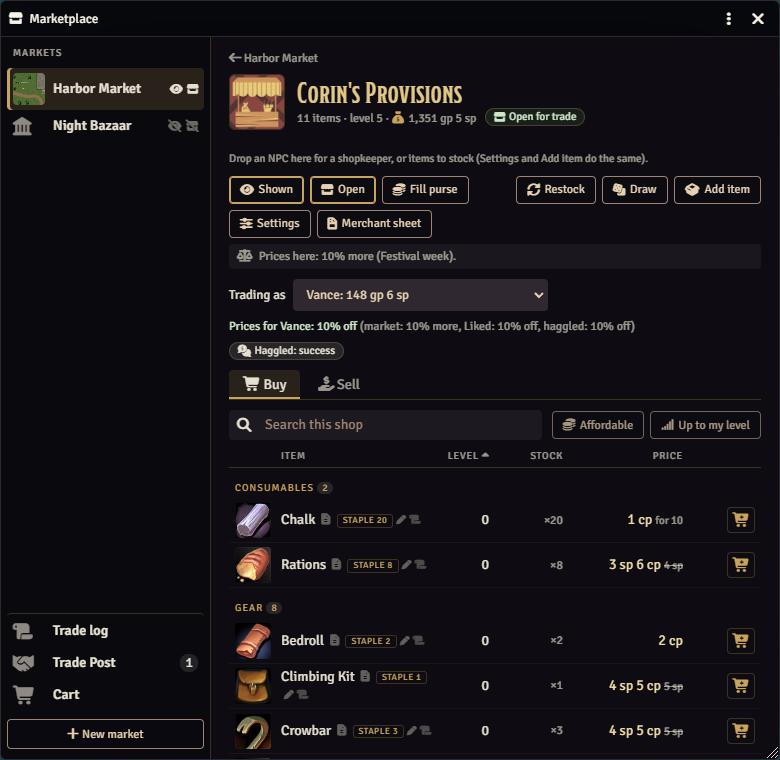 Marketplace
MARKETS
Harbor Market
Night Bazaar
Trade log
Trade Post 1
Cart
New market
Harbor Market
Corin's Provisions
11 items · level 5 · 1,351 gp 5 sp Open for trade
Drop an NPC here for a shopkeeper, or items to stock (Settings and Add item do the same).
Shown Open Fill purse Restock Draw Add item
Settings Merchant sheet
Prices here: 10% more (Festival week).
Trading as Vance: 148 gp 6 sp
Prices for Vance: 10% off (market: 10% more, Liked: 10% off, haggled: 10% off)
Haggled: success
Buy Sell
Search this shop Affordable Up to my level
ITEM LEVEL STOCK PRICE
CONSUMABLES 2
Chalk STAPLE 20 0 ×20 1 cp for 10
Rations STAPLE 8 0 ×8 3 sp 6 cp 4 sp
GEAR 8
Bedroll STAPLE 2 0 ×2 2 cp
Climbing Kit STAPLE 1 0 ×1 4 sp 5 cp 5 sp
Crowbar STAPLE 3 0 ×3 4 sp 5 cp 5 sp